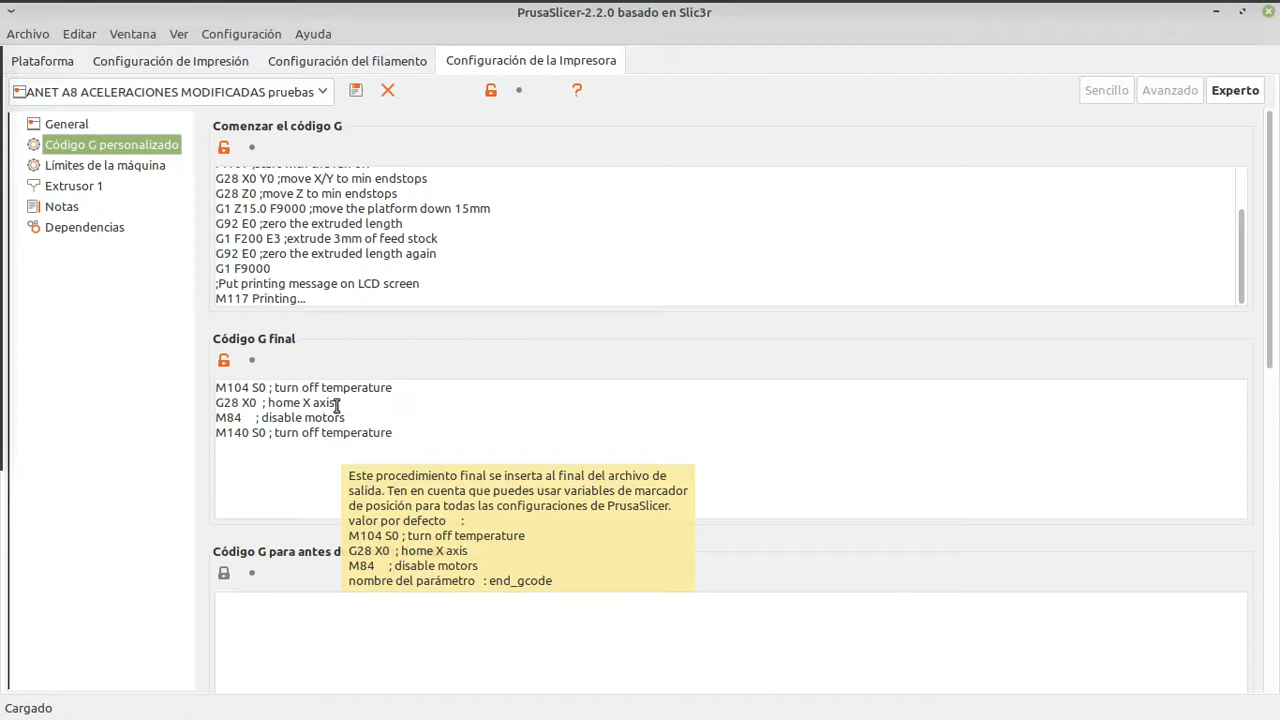 PrusaSlicer-2.2.0 basado en Slic3r
Archivo Editar Ventana Ver Configuración Ayuda
Plataforma Configuración de Impresión Configuración del filamento Configuración de la Impresora
ANET A8 ACELERACIONES MODIFICADAS pruebas ? Sencillo Avanzado Experto
General
Código G personalizado
Límites de la máquina
Extrusor 1
Notas
Dependencias
Comenzar el código G
G28 X0 Y0 ;move X/Y to min endstops
G28 Z0 ;move Z to min endstops
G1 Z15.0 F9000 ;move the platform down 15mm
G92 E0 ;zero the extruded length
G1 F200 E3 ;extrude 3mm of feed stock
G92 E0 ;zero the extruded length again
G1 F9000
;Put printing message on LCD screen
M117 Printing...
Código G final
M104 S0 ; turn off temperature
G28 X0 ; home X axis
M84 ; disable motors
M140 S0 ; turn off temperature
Este procedimiento final se inserta al final del archivo de
salida. Ten en cuenta que puedes usar variables de marcador
de posición para todas las configuraciones de PrusaSlicer.
valor por defecto :
M104 S0 ; turn off temperature
G28 X0 ; home X axis
M84 ; disable motors
nombre del parámetro : end_gcode
Código G para antes d
Cargado